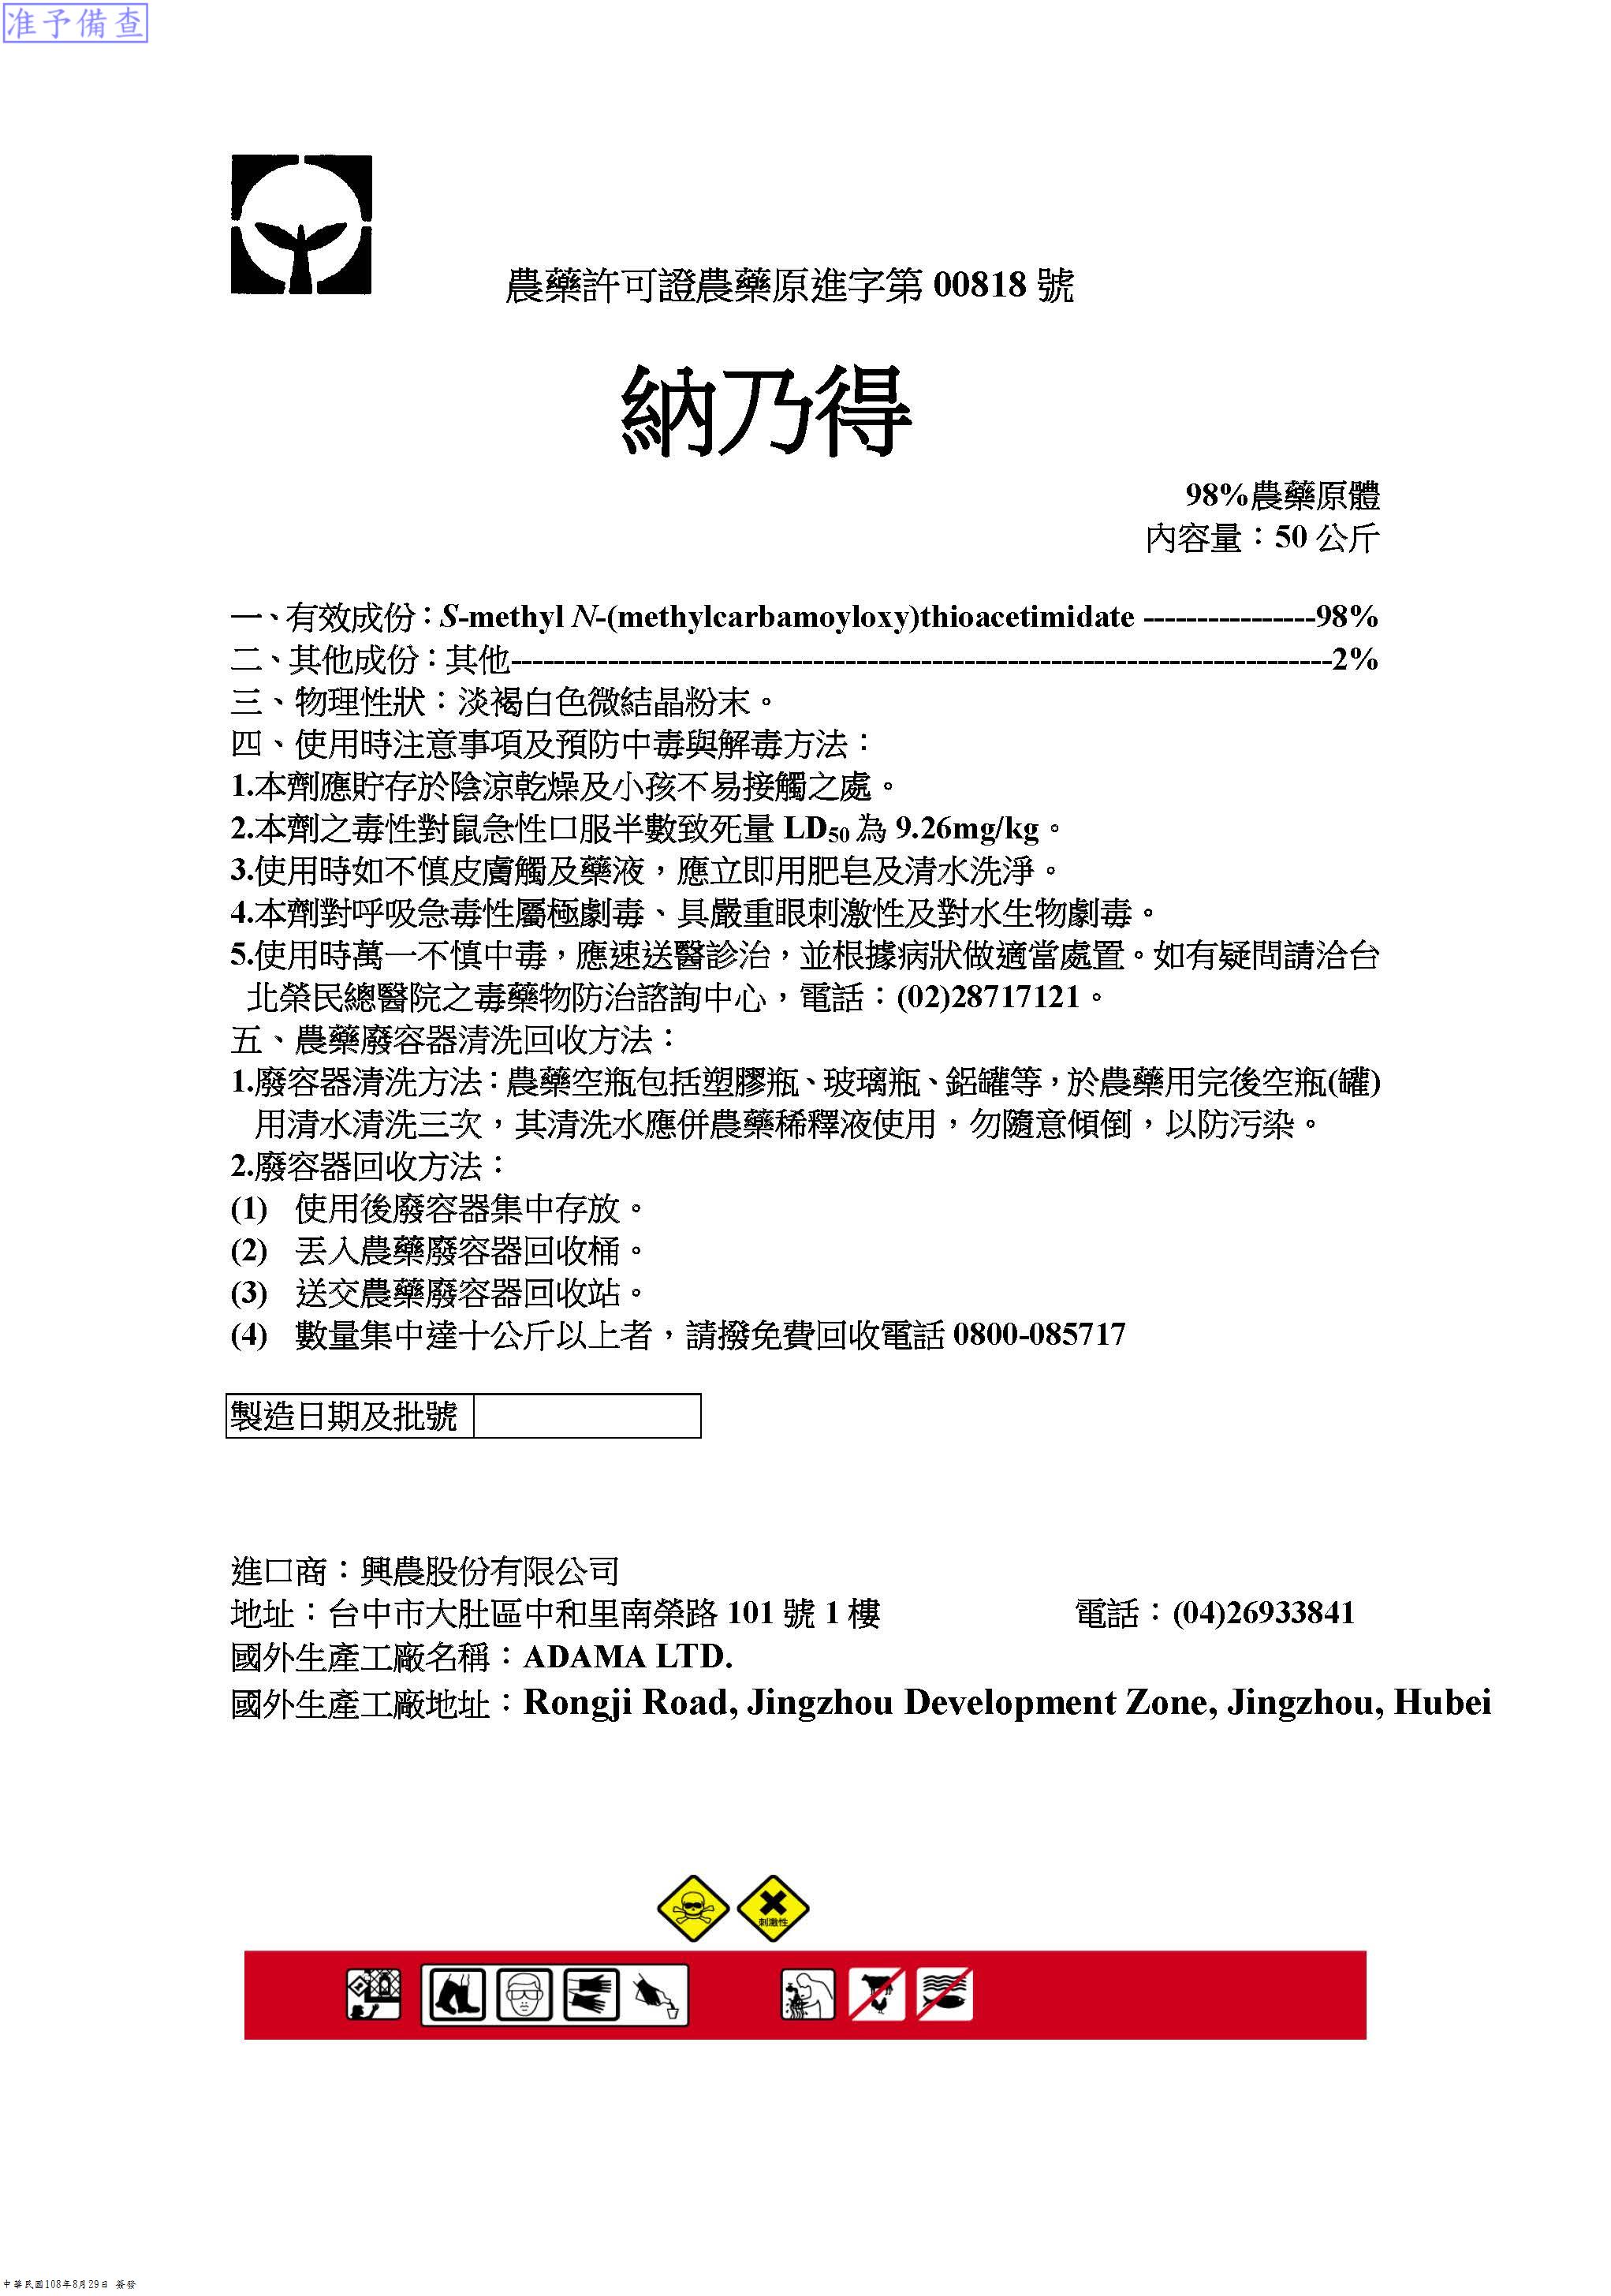 准予備查
農藥許可證農藥原進字第 00818 號
納乃得
98%農藥原體
內容量：50 公斤
一、有效成份：S-methyl N-(methylcarbamoyloxy)thioacetimidate ----------------98%
二、其他成份：其他-----------------------------------------------------------------------------2%
三、物理性狀：淡褐白色微結晶粉末。
四、使用時注意事項及預防中毒與解毒方法：
1.本劑應貯存於陰涼乾燥及小孩不易接觸之處。
2.本劑之毒性對鼠急性口服半數致死量 LD50 為 9.26mg/kg。
3.使用時如不慎皮膚觸及藥液，應立即用肥皂及清水洗淨。
4.本劑對呼吸急毒性屬極劇毒、具嚴重眼刺激性及對水生物劇毒。
5.使用時萬一不慎中毒，應速送醫診治，並根據病狀做適當處置。如有疑問請洽台
北榮民總醫院之毒藥物防治諮詢中心，電話：(02)28717121。
五、農藥廢容器清洗回收方法：
1.廢容器清洗方法：農藥空瓶包括塑膠瓶、玻璃瓶、鋁罐等，於農藥用完後空瓶(罐)
用清水清洗三次，其清洗水應併農藥稀釋液使用，勿隨意傾倒，以防污染。
2.廢容器回收方法：
(1) 使用後廢容器集中存放。
(2) 丟入農藥廢容器回收桶。
(3) 送交農藥廢容器回收站。
(4) 數量集中達十公斤以上者，請撥免費回收電話 0800-085717
製造日期及批號
進口商：興農股份有限公司
地址：台中市大肚區中和里南榮路 101 號 1 樓 電話：(04)26933841
國外生產工廠名稱：ADAMA LTD.
國外生產工廠地址：Rongji Road, Jingzhou Development Zone, Jingzhou, Hubei
刺激性
中華民國108年8月29日 簽發